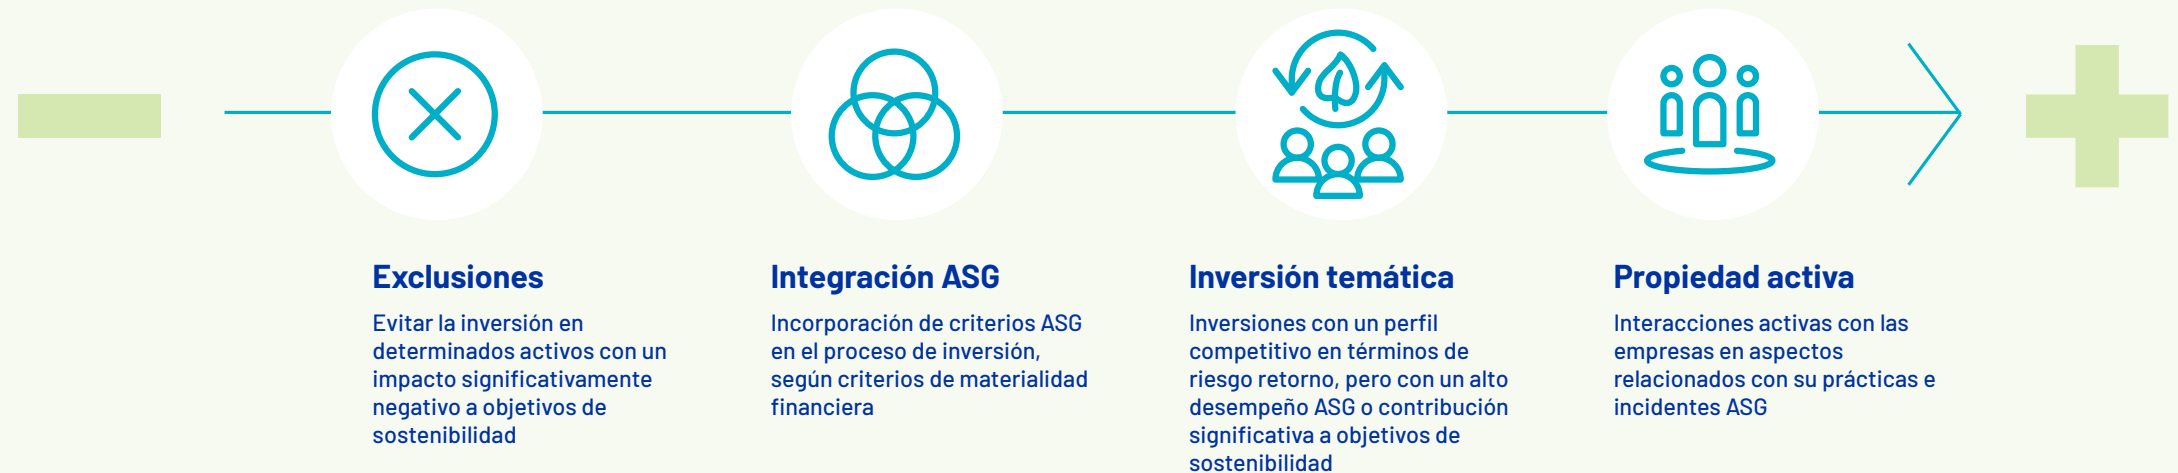 Exclusiones
Evitar la inversión en
determinados activos con un
impacto significativamente
negativo a objetivos de
sostenibilidad
Integración ASG
Incorporación de criterios ASG
en el proceso de inversión,
según criterios de materialidad
financiera
Inversión temática
Inversiones con un perfil
competitivo en términos de
riesgo retorno, pero con un alto
desempeño ASG o contribución
significativa a objetivos de
sostenibilidad
Propiedad activa
Interacciones activas con las
empresas en aspectos
relacionados con su prácticas e
incidentes ASG